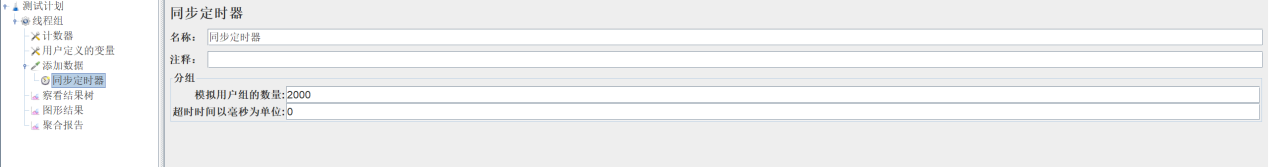 测试计划
线程组
计数器
用户定义的变量
添加数据
同步定时器
察看结果树
图形结果
聚合报告
同步定时器
名称： 同步定时器
注释：
分组
模拟用户组的数量: 2000
超时时间以毫秒为单位: 0